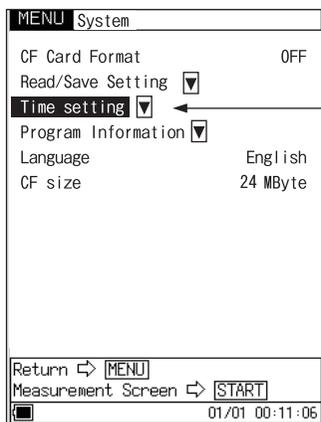 MENU System
CF Card Format OFF
Read/Save Setting ▼
Time setting ▼
Program Information ▼
Language English
CF size 24 MByte
Return ⇨ MENU
Measurement Screen ⇨ START
01/01 00:11:06